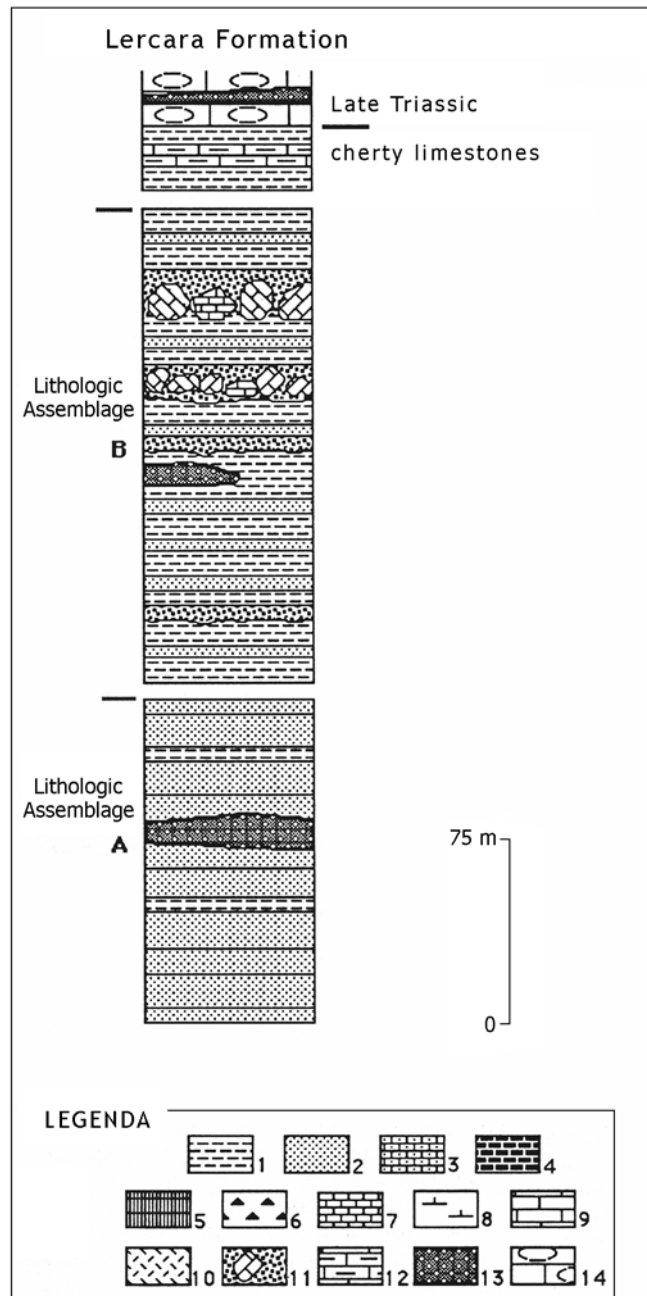 Lercara Formation
Late Triassic
cherty limestones
Lithologic
Assemblage
B
Lithologic
Assemblage
A
75 m
0
LEGENDA
1 2 3 4
5 6 7 8 9
10 11 12 13 14